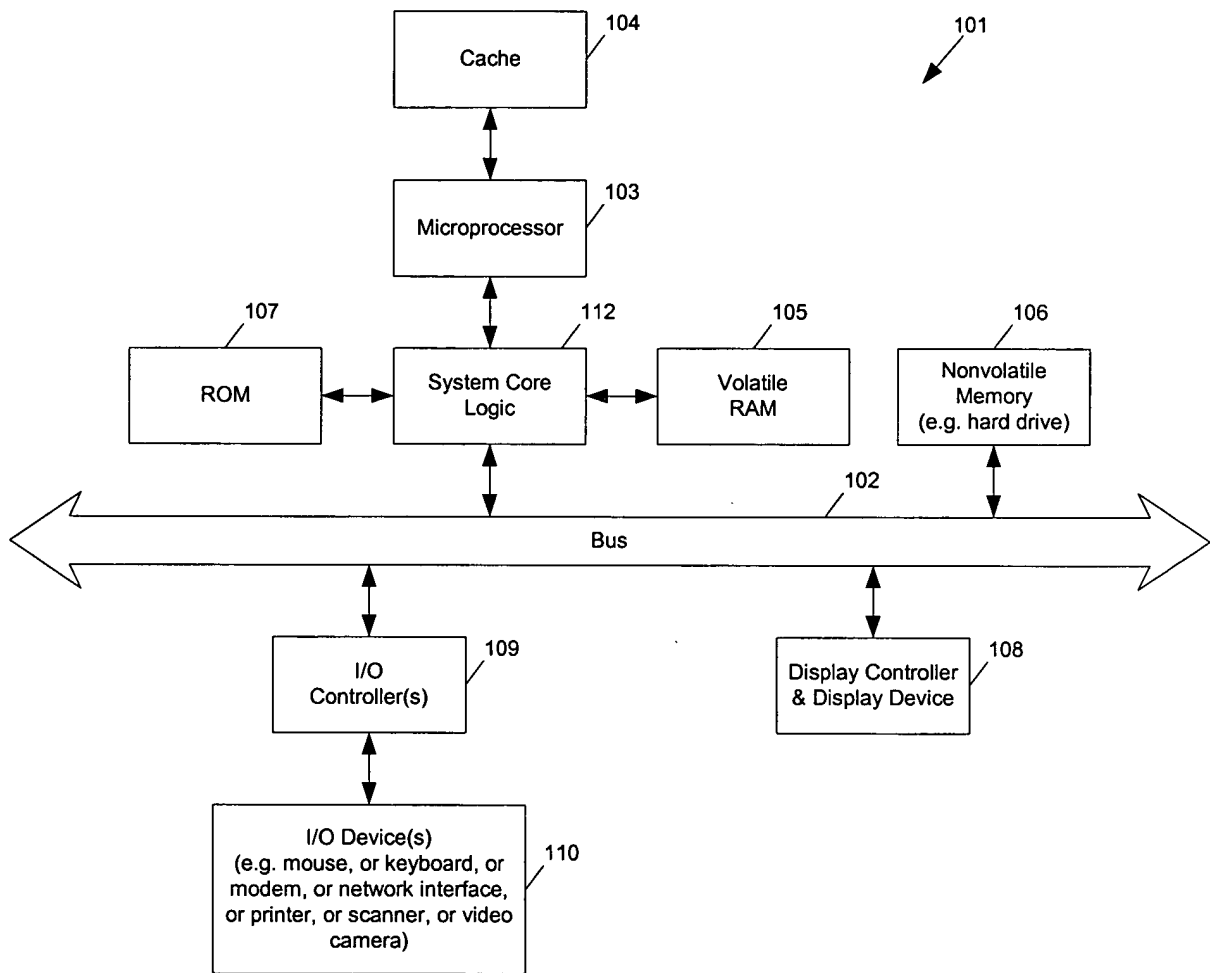 104
101
Cache
103
Microprocessor
107
112
105
106
ROM
System Core
Logic
Volatile
RAM
Nonvolatile
Memory
(e.g. hard drive)
102
Bus
109
I/O
Controller(s)
108
Display Controller
& Display Device
110
I/O Device(s)
(e.g. mouse, or keyboard, or
modem, or network interface,
or printer, or scanner, or video
camera)